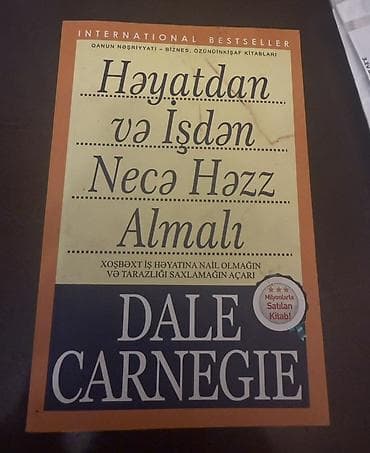 INTERNATIONAL BESTSELLER
QANUN NƏŞRİYYATI – BİZNES, ÖZÜNÜİNKİŞAF KİTABLARI
Həyatdan
və İşdən
Necə Həzz
Almalı
XOŞBƏXT İŞ HƏYATINA NAİL OLMAĞIN
VƏ TARAZLIĞI SAXLAMAĞIN AÇARI
Milyonlarla
Satılan
Kitab!
DALE
CARNEGIE